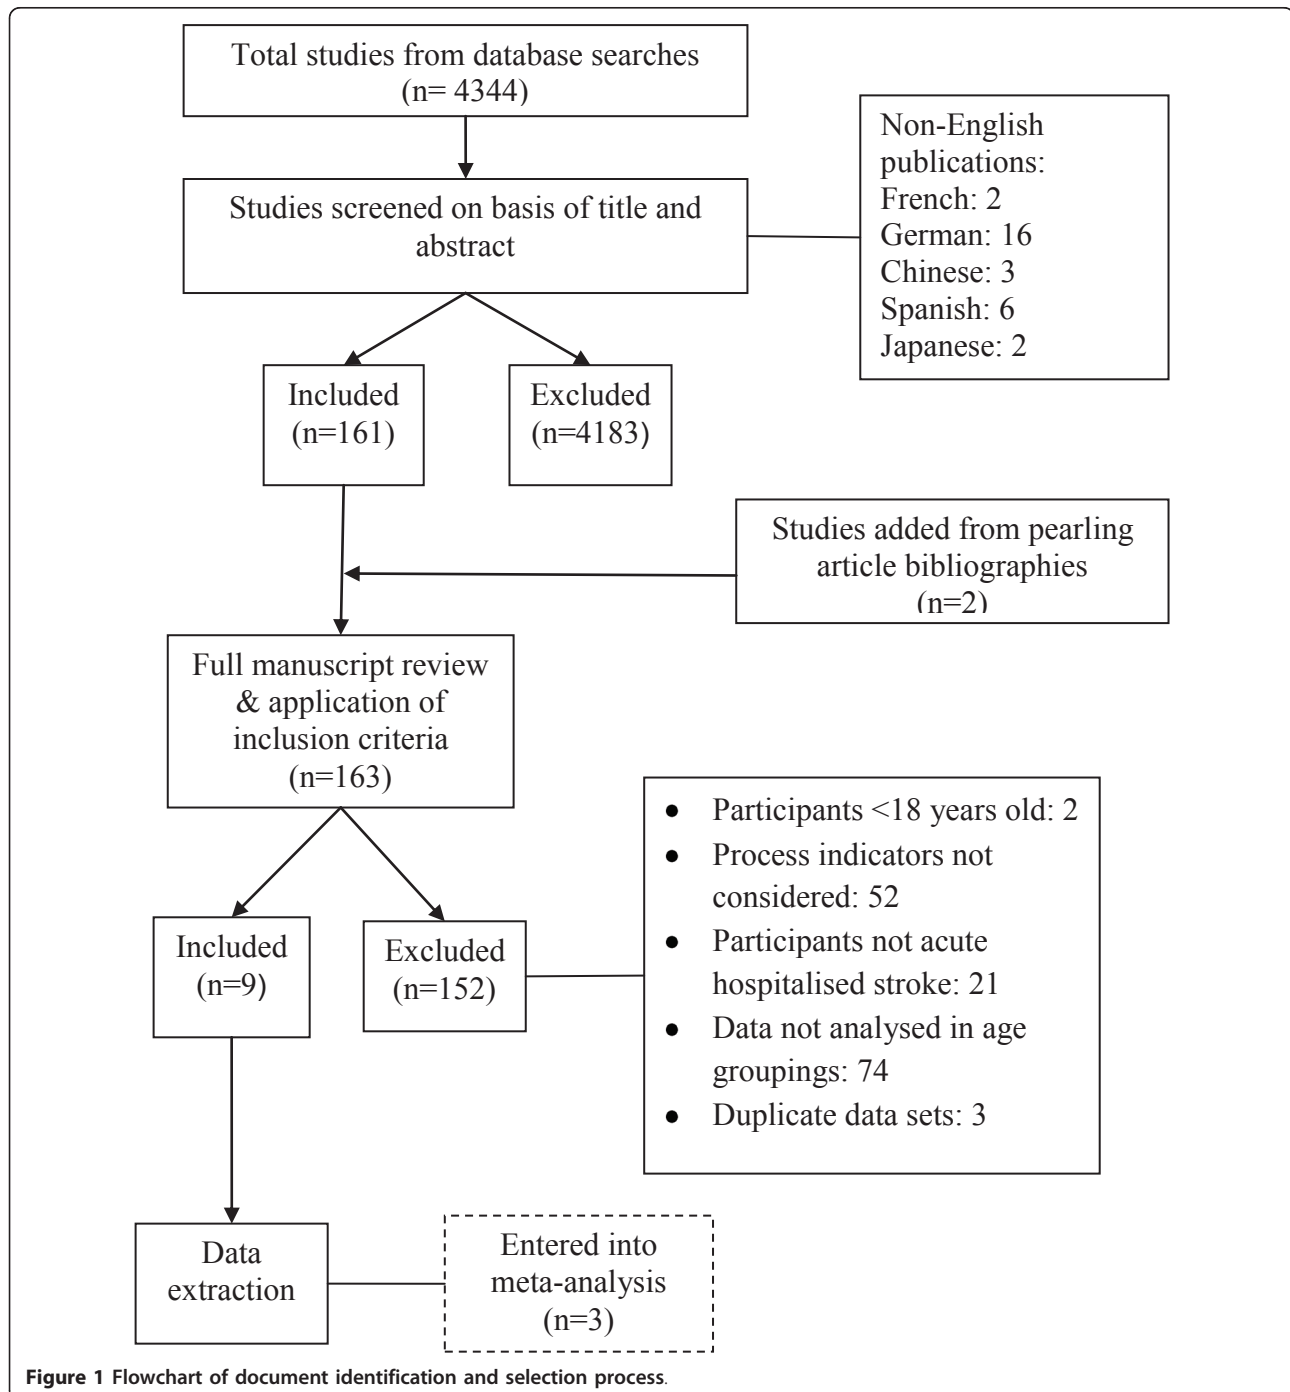 Total studies from database searches
(n= 4344)
Non-English
publications:
French: 2
German: 16
Chinese: 3
Spanish: 6
Japanese: 2
Studies screened on basis of title and
abstract
Included
(n=161)
Excluded
(n=4183)
Studies added from pearling
article bibliographies
(n=2)
Full manuscript review
& application of
inclusion criteria
(n=163)
Included
(n=9)
Excluded
(n=152)
● Participants <18 years old: 2
● Process indicators not
considered: 52
● Participants not acute
hospitalised stroke: 21
● Data not analysed in age
groupings: 74
● Duplicate data sets: 3
Data
extraction
Entered into
meta-analysis
(n=3)
Figure 1 Flowchart of document identification and selection process.